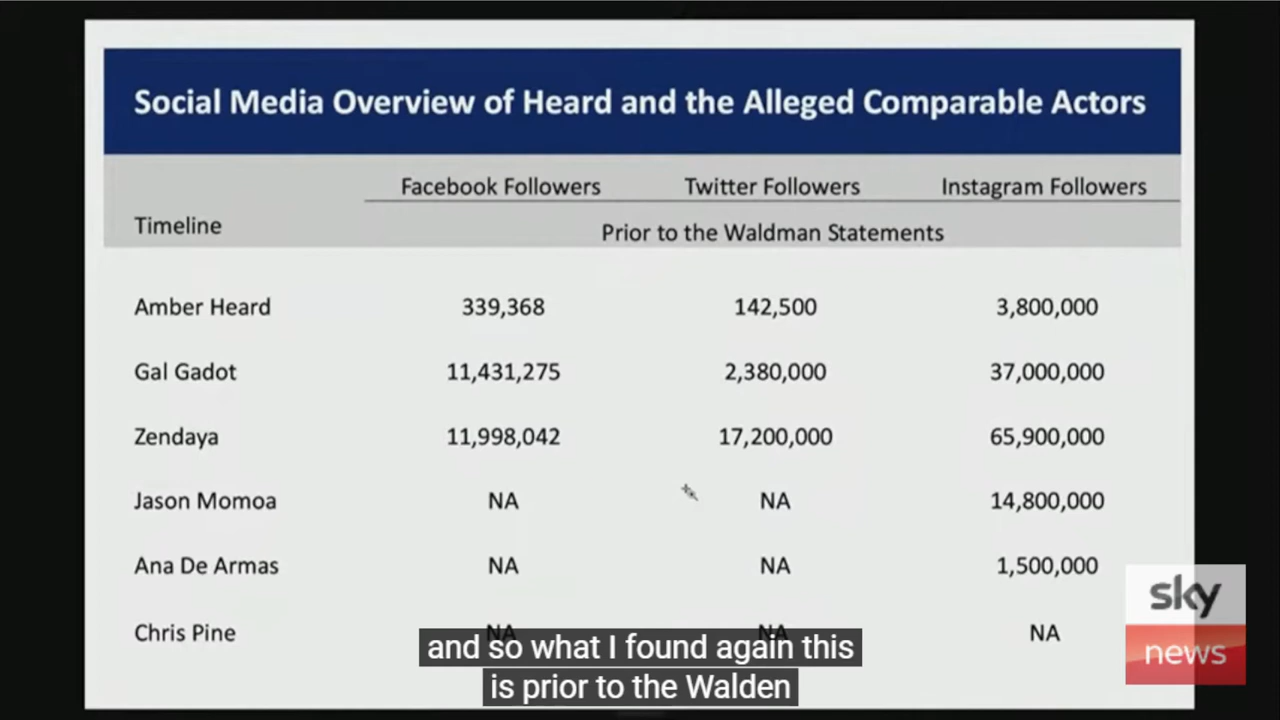 Social Media Overview of Heard and the Alleged Comparable Actors
Facebook Followers Twitter Followers Instagram Followers
Timeline Prior to the Waldman Statements
Amber Heard 339,368 142,500 3,800,000
Gal Gadot 11,431,275 2,380,000 37,000,000
Zendaya 11,998,042 17,200,000 65,900,000
Jason Momoa NA NA 14,800,000
Ana De Armas NA NA 1,500,000
Chris Pine NA NA NA
and so what I found again this
is prior to the Walden
sky
news